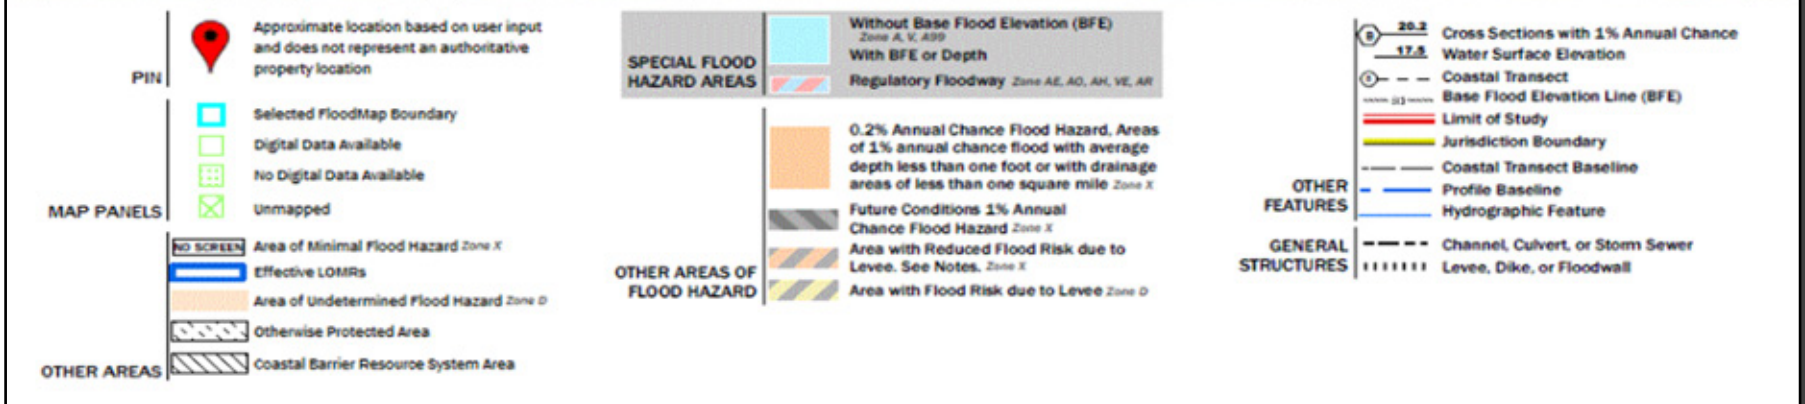 PIN
Approximate location based on user input
and does not represent an authoritative
property location
MAP PANELS
Selected FloodMap Boundary
Digital Data Available
No Digital Data Available
Unmapped
OTHER AREAS
NO SCREEN Area of Minimal Flood Hazard Zone X
Effective LOMRs
Area of Undetermined Flood Hazard Zone D
Otherwise Protected Area
Coastal Barrier Resource System Area
SPECIAL FLOOD
HAZARD AREAS
Without Base Flood Elevation (BFE)
Zone A, V, A99
With BFE or Depth
Regulatory Floodway Zone AE, AO, AH, VE, AR
OTHER AREAS OF
FLOOD HAZARD
0.2% Annual Chance Flood Hazard, Areas
of 1% annual chance flood with average
depth less than one foot or with drainage
areas of less than one square mile Zone X
Future Conditions 1% Annual
Chance Flood Hazard Zone X
Area with Reduced Flood Risk due to
Levee. See Notes. Zone X
Area with Flood Risk due to Levee Zone D
OTHER
FEATURES
B 20.2 Cross Sections with 1% Annual Chance
17.5 Water Surface Elevation
Coastal Transect
Base Flood Elevation Line (BFE)
Limit of Study
Jurisdiction Boundary
Coastal Transect Baseline
Profile Baseline
Hydrographic Feature
GENERAL
STRUCTURES
Channel, Culvert, or Storm Sewer
Levee, Dike, or Floodwall